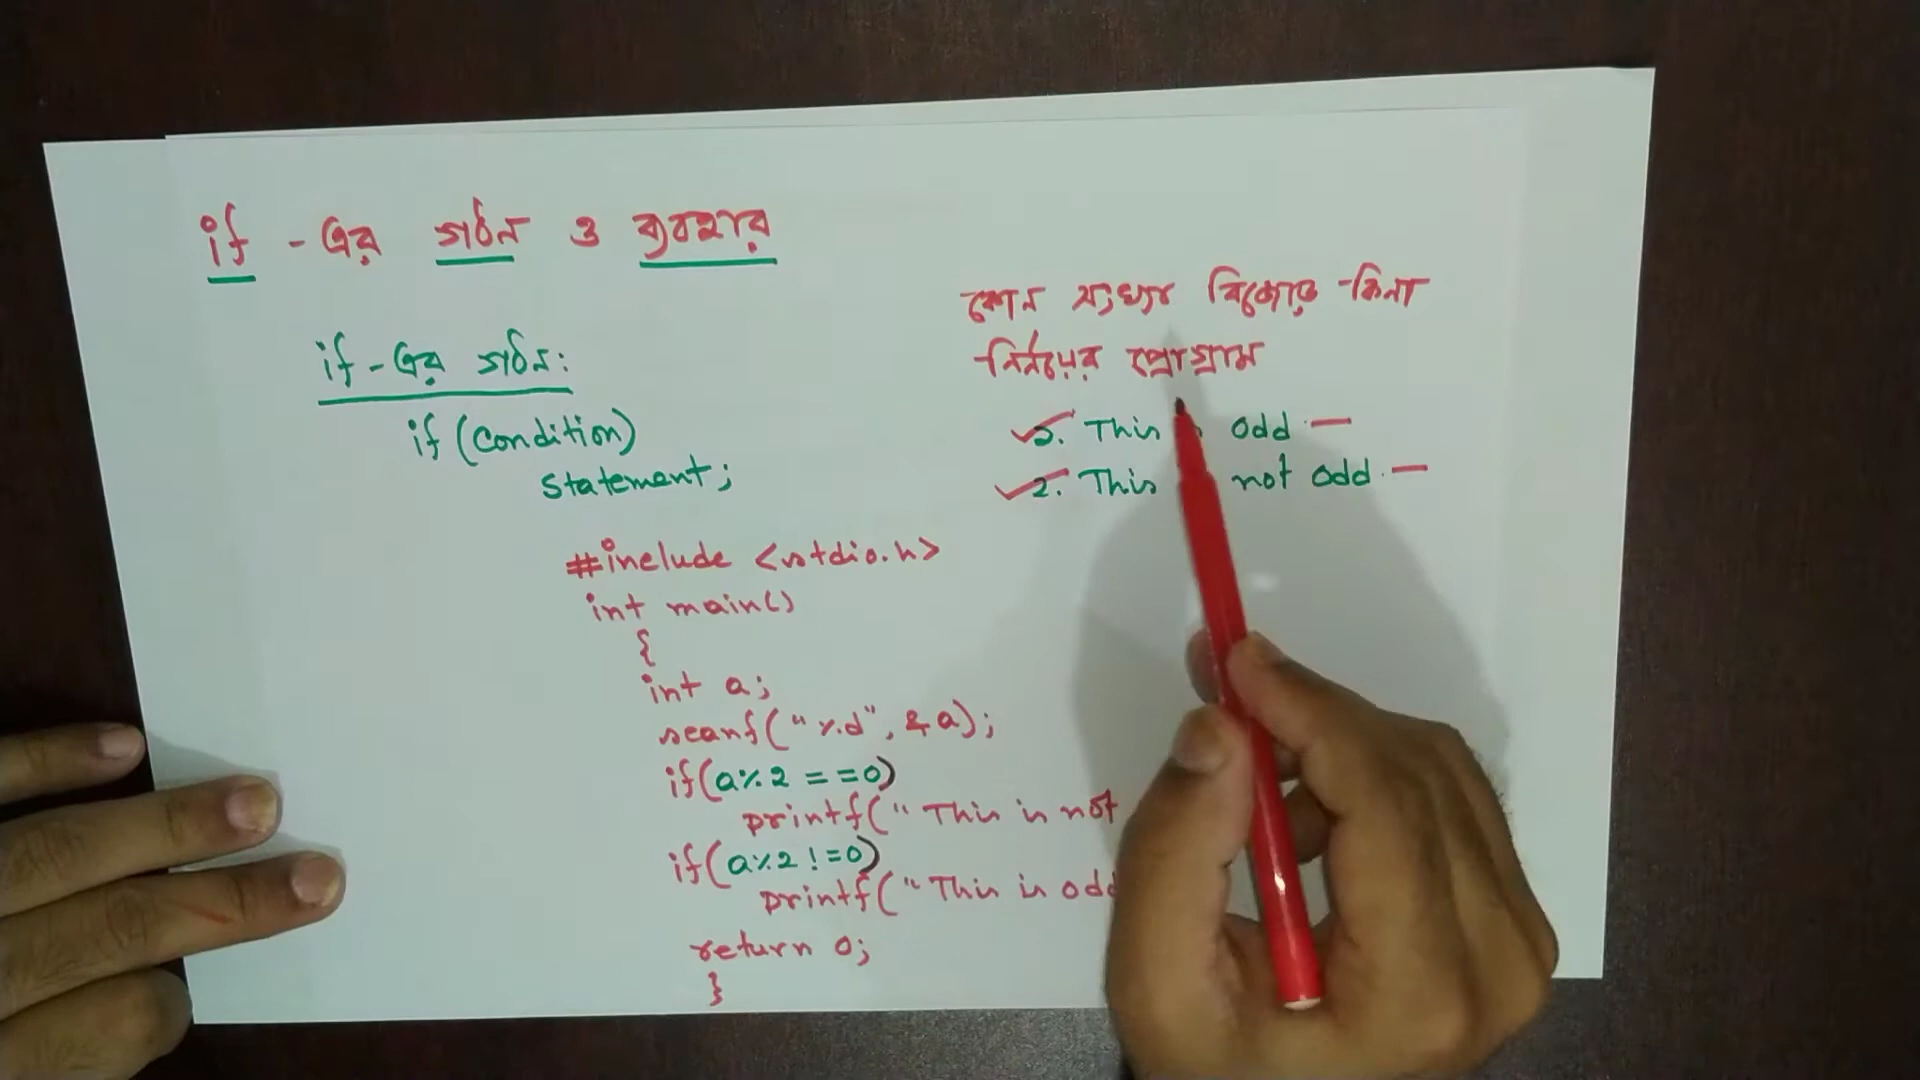 if - এর গঠন ও ব্যবহার
if - এর গঠন:
if (Condition)
Statement;
কোন সংখ্যা বিজোড় কিনা
নির্ণয়ের প্রোগ্রাম
১. This odd
2. This not odd.
#include <stdio.h>
int main()
{
int a;
scanf("%d", &a);
if(a%2 ==0)
printf("This is not
if(a%2 !=0)
printf("This is odd
return 0;
}